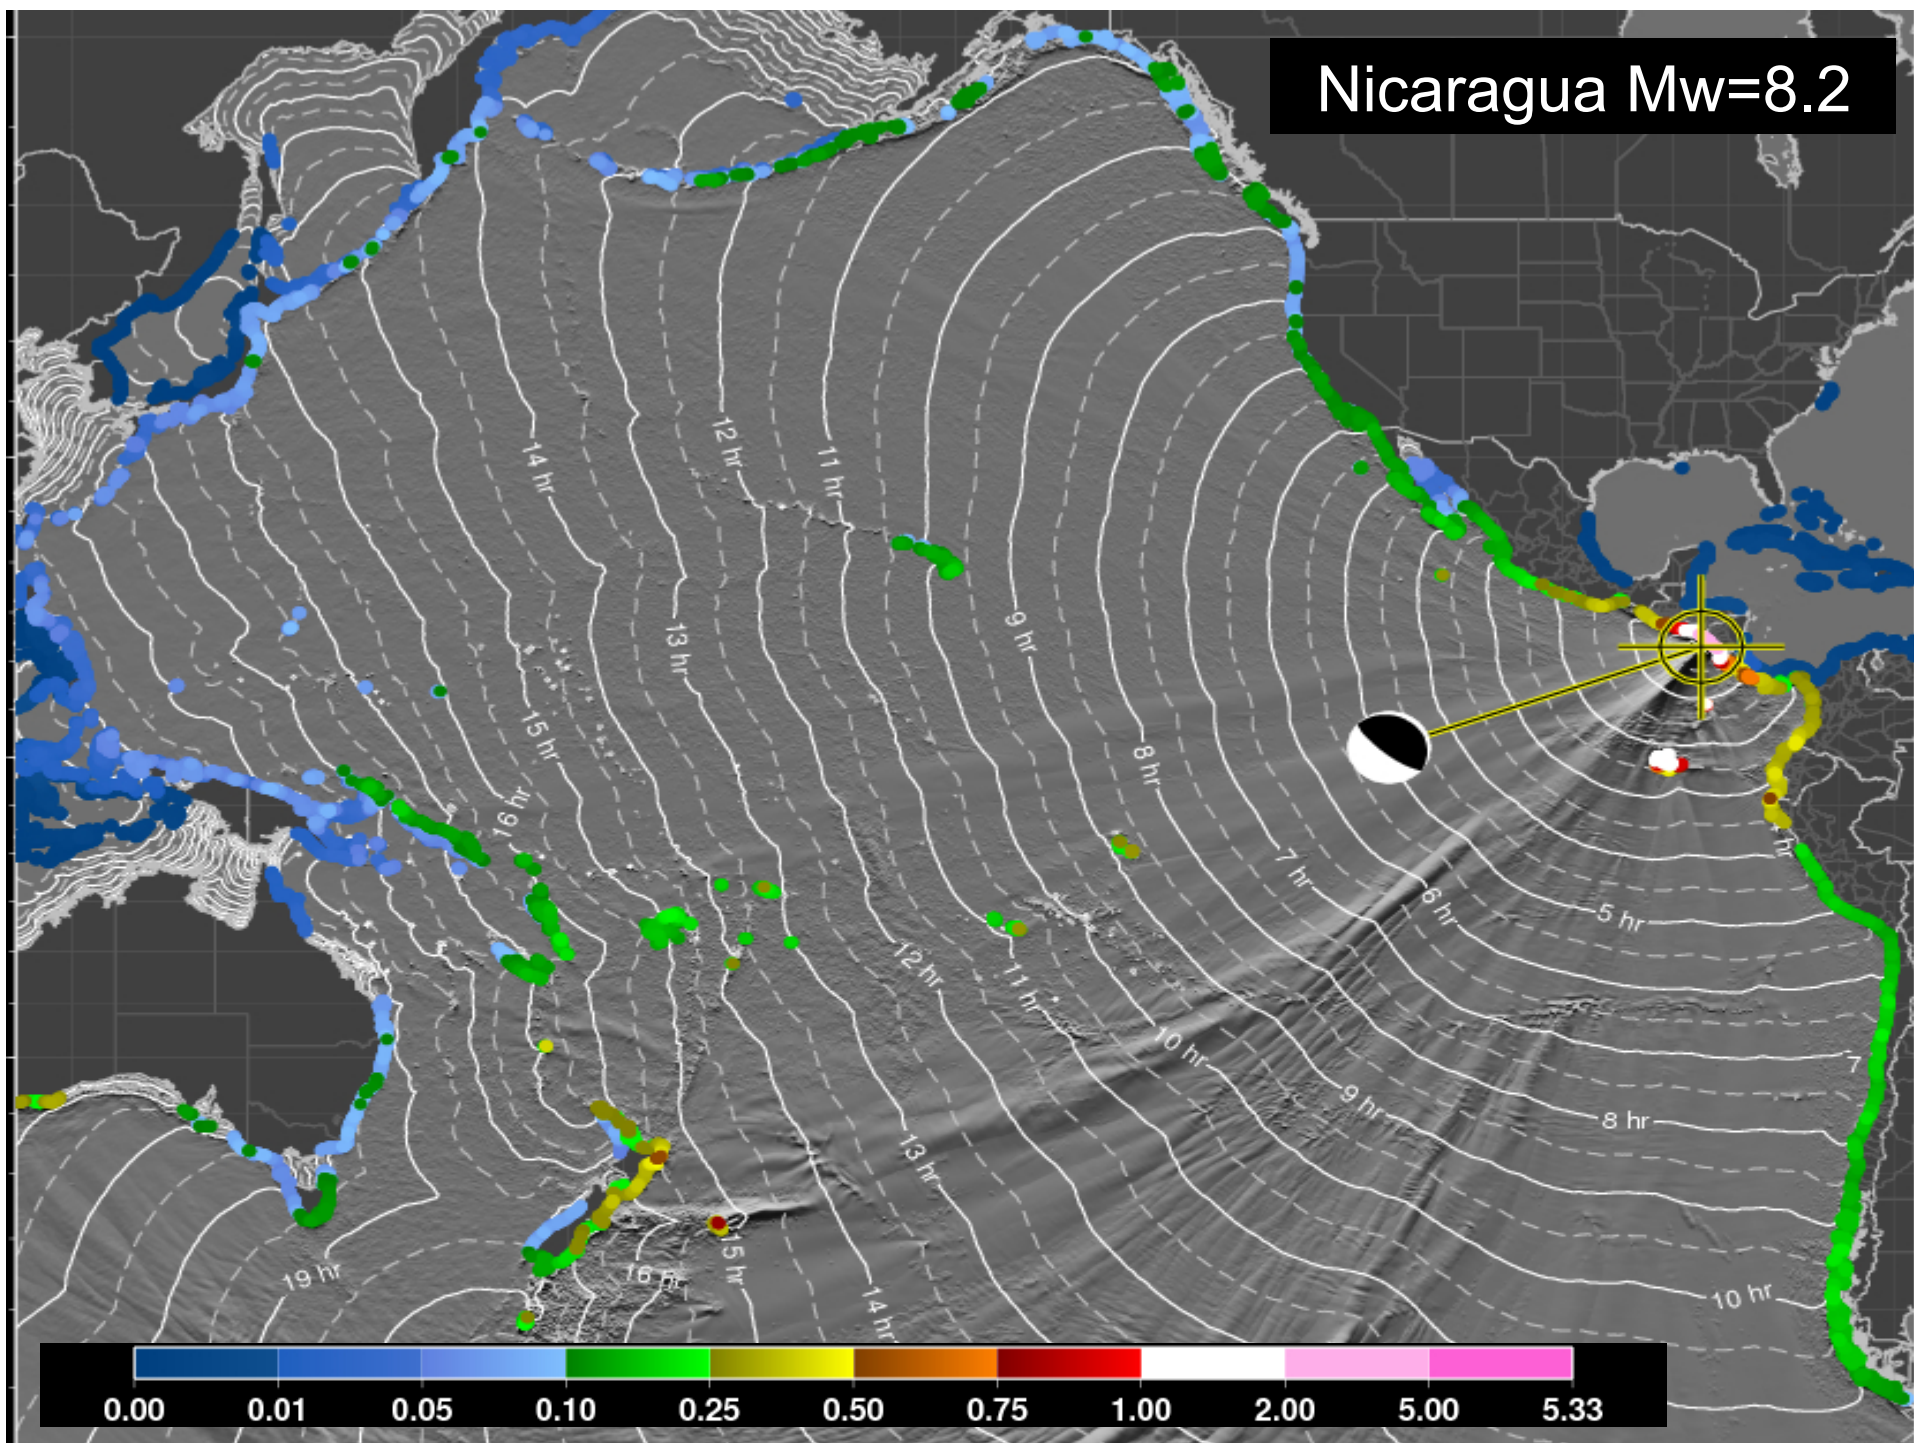 Nicaragua Mw=8.2
12 hr
11 hr
14 hr
13 hr
9 hr
15 hr
8 hr
16 hr
hr
7 hr
6 hr
5 hr
12 hr
11 hr
10 hr
7
9 hr
8 hr
13 hr
15 hr
19 hr
16 hr
14 hr
10 hr
0.00 0.01 0.05 0.10 0.25 0.50 0.75 1.00 2.00 5.00 5.33